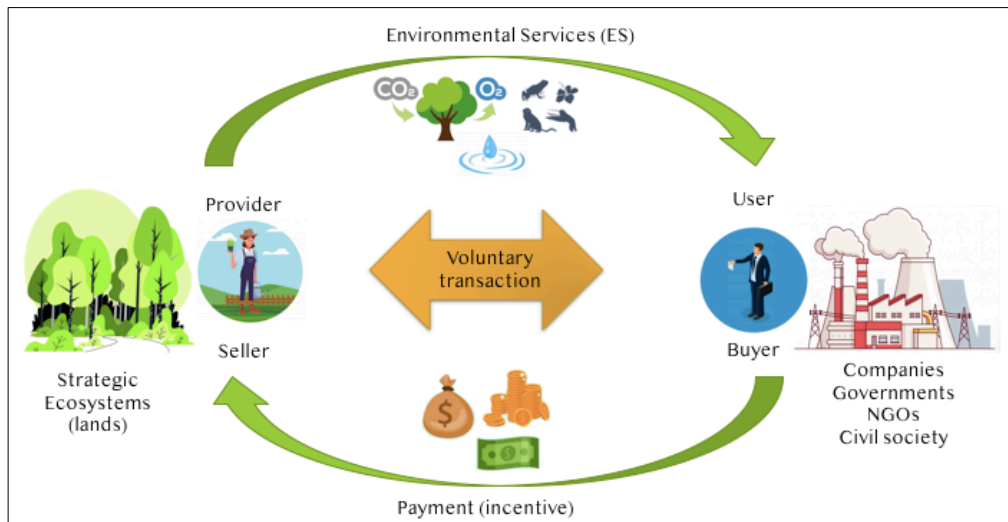 Environmental Services (ES)
CO₂
O₂
Provider
User
Voluntary
transaction
Seller
Buyer
Strategic
Ecosystems
(lands)
Companies
Governments
NGOs
Civil society
$
$
Payment (incentive)